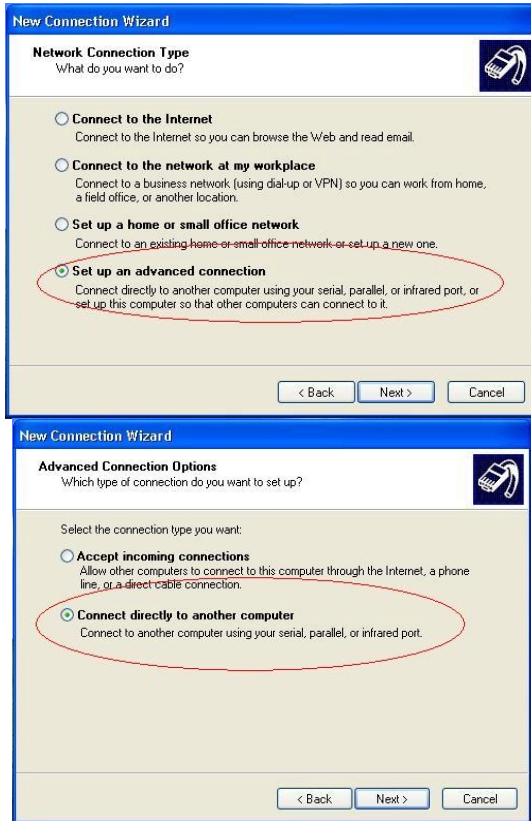 New Connection Wizard
Network Connection Type
What do you want to do?
Connect to the Internet
Connect to the Internet so you can browse the Web and read email.
Connect to the network at my workplace
Connect to a business network (using dial-up or VPN) so you can work from home,
a field office, or another location.
Set up a home or small office network
Connect to an existing home or small office network or set up a new one.
Set up an advanced connection
Connect directly to another computer using your serial, parallel, or infrared port, or
set up this computer so that other computers can connect to it.
< Back Next > Cancel
New Connection Wizard
Advanced Connection Options
Which type of connection do you want to set up?
Select the connection type you want:
Accept incoming connections
Allow other computers to connect to this computer through the Internet, a phone
line, or a direct cable connection.
Connect directly to another computer
Connect to another computer using your serial, parallel, or infrared port.
< Back Next > Cancel